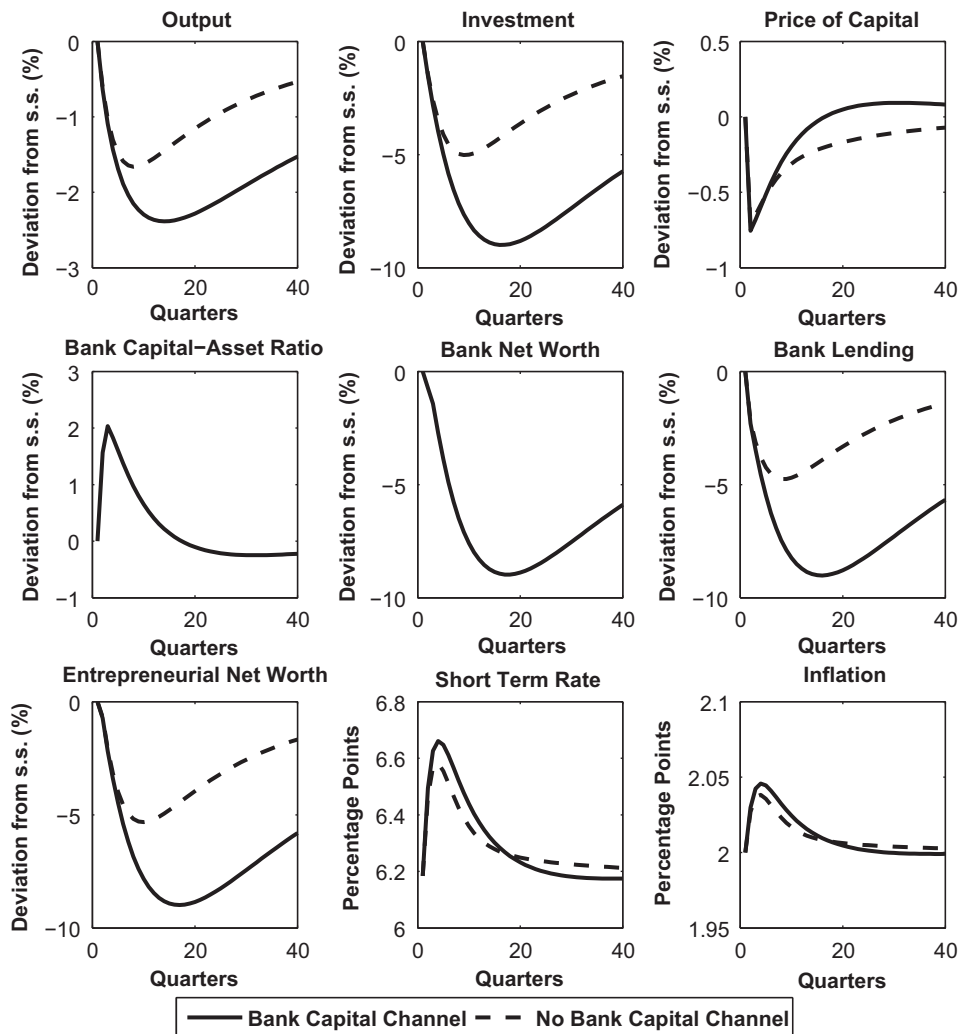 Output
Investment
Price of Capital
Deviation from s.s. (%)
0
−1
−2
−3
0
20
40
Quarters
Deviation from s.s. (%)
0
−5
−10
0
20
40
Quarters
Deviation from s.s. (%)
0.5
0
−0.5
−1
0
20
40
Quarters
Bank Capital−Asset Ratio
Bank Net Worth
Bank Lending
Deviation from s.s. (%)
3
2
1
0
−1
0
20
40
Quarters
Deviation from s.s. (%)
0
−5
−10
0
20
40
Quarters
Deviation from s.s. (%)
0
−5
−10
0
20
40
Quarters
Entrepreneurial Net Worth
Short Term Rate
Inflation
Deviation from s.s. (%)
0
−5
−10
0
20
40
Quarters
Percentage Points
6.8
6.6
6.4
6.2
6
0
20
40
Quarters
Percentage Points
2.1
2.05
2
1.95
0
20
40
Quarters
Bank Capital Channel
No Bank Capital Channel